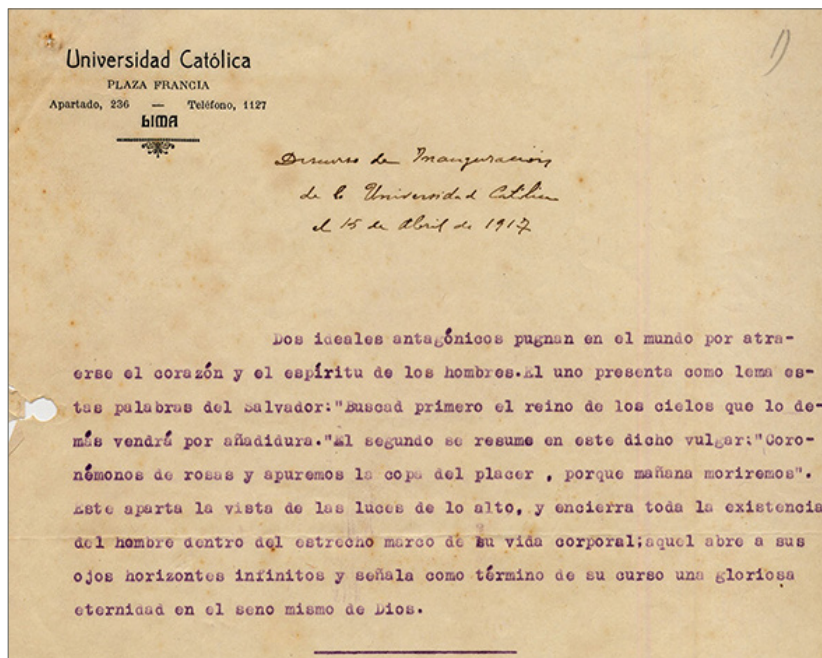 Universidad Católica
PLAZA FRANCIA
Apartado, 236 — Teléfono, 1127
LIMA
1)
Discurso de Inauguración
de la Universidad Católica
el 15 de Abril de 1917
Dos ideales antagónicos pugnan en el mundo por atra-
erse el corazón y el espíritu de los hombres.El uno presenta como lema es-
tas palabras del Salvador:"Buscad primero el reino de los cielos que lo de-
más vendrá por añadidura."El segundo se resume en este dicho vulgar:"Coro-
némonos de rosas y apuremos la copa del placer , porque mañana moriremos".
Este aparta la vista de las luces de lo alto, y encierra toda la existencia
del hombre dentro del estrecho marco de su vida corporal;aquel abre a sus
ojos horizontes infinitos y señala como término de su curso una gloriosa
eternidad en el seno mismo de Dios.